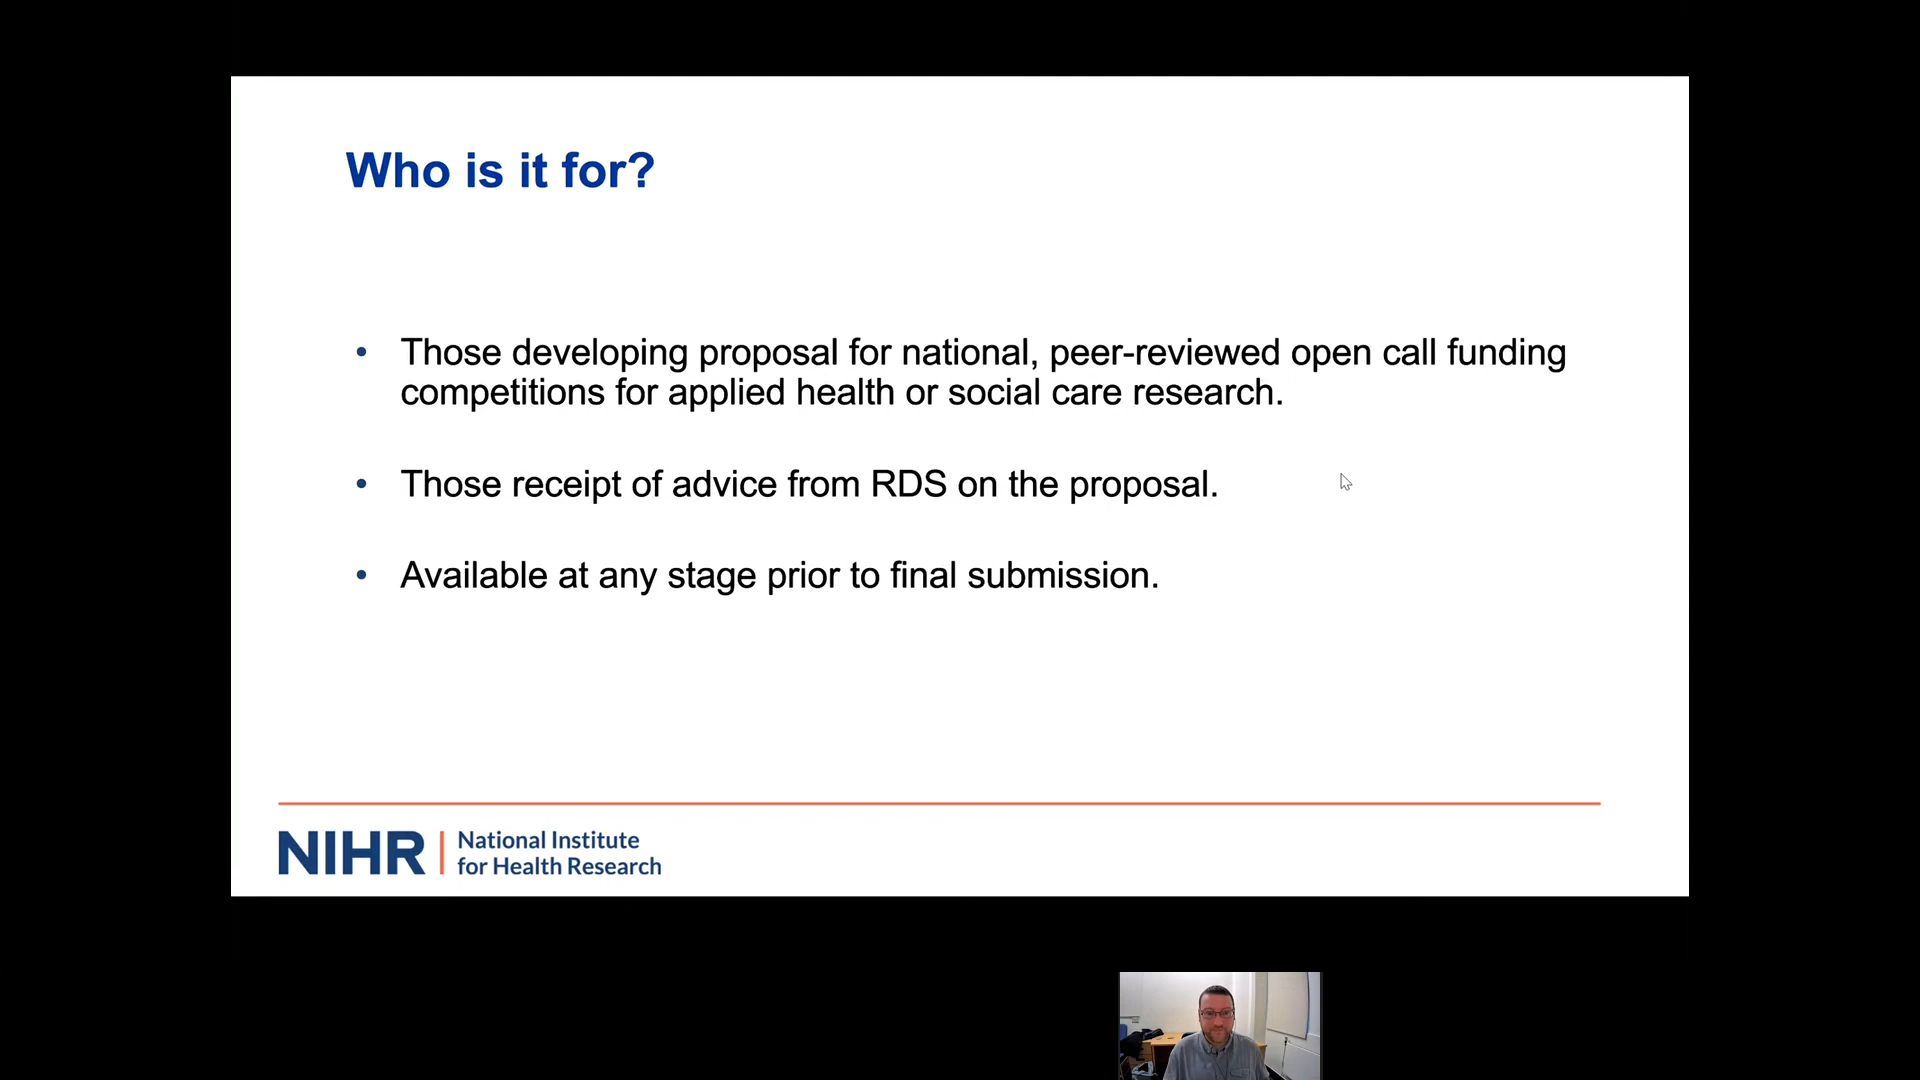 Who is it for?
• Those developing proposal for national, peer-reviewed open call funding
competitions for applied health or social care research.
• Those receipt of advice from RDS on the proposal.
• Available at any stage prior to final submission.
NIHR | National Institute
for Health Research